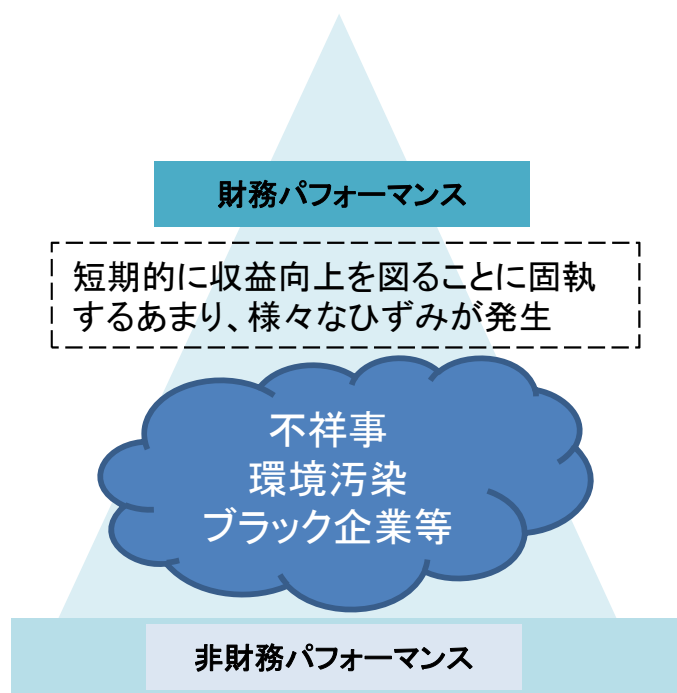 財務パフォーマンス
短期的に収益向上を図ることに固執
するあまり、様々なひずみが発生
不祥事
環境汚染
ブラック企業等
非財務パフォーマンス